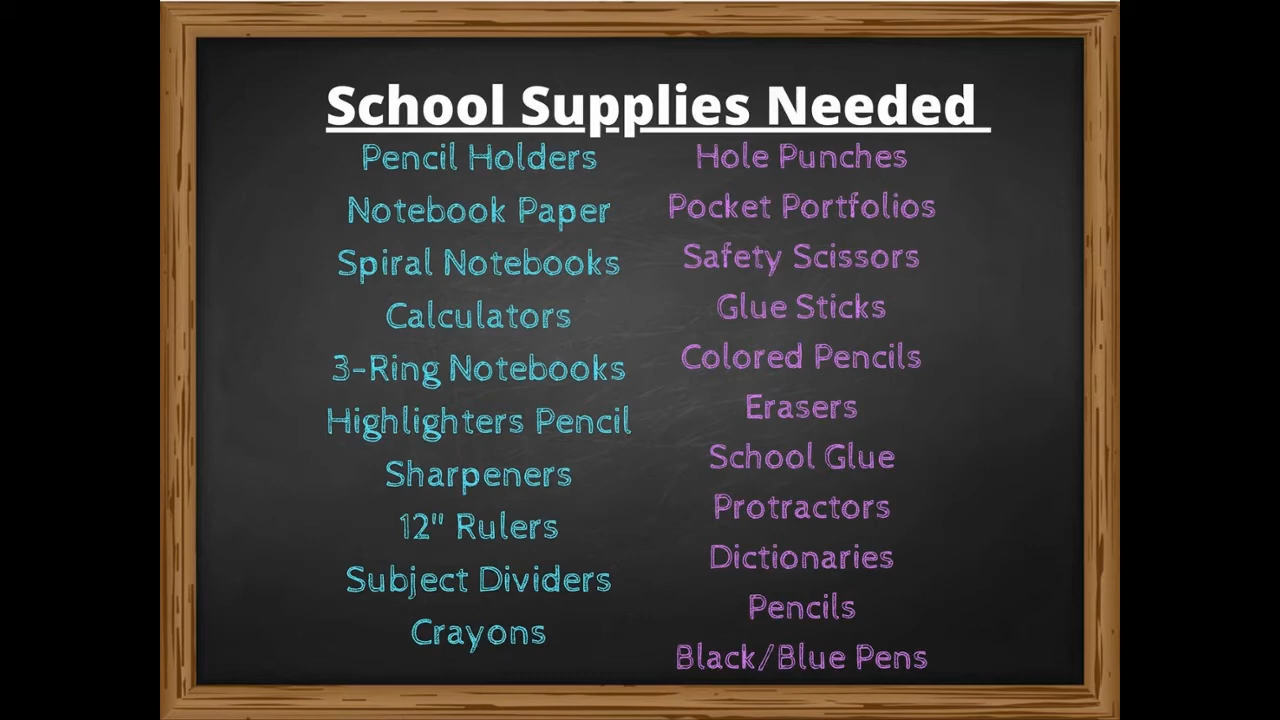 School Supplies Needed
Pencil Holders
Notebook Paper
Spiral Notebooks
Calculators
3-Ring Notebooks
Highlighters Pencil
Sharpeners
12" Rulers
Subject Dividers
Crayons
Hole Punches
Pocket Portfolios
Safety Scissors
Glue Sticks
Colored Pencils
Erasers
School Glue
Protractors
Dictionaries
Pencils
Black/Blue Pens